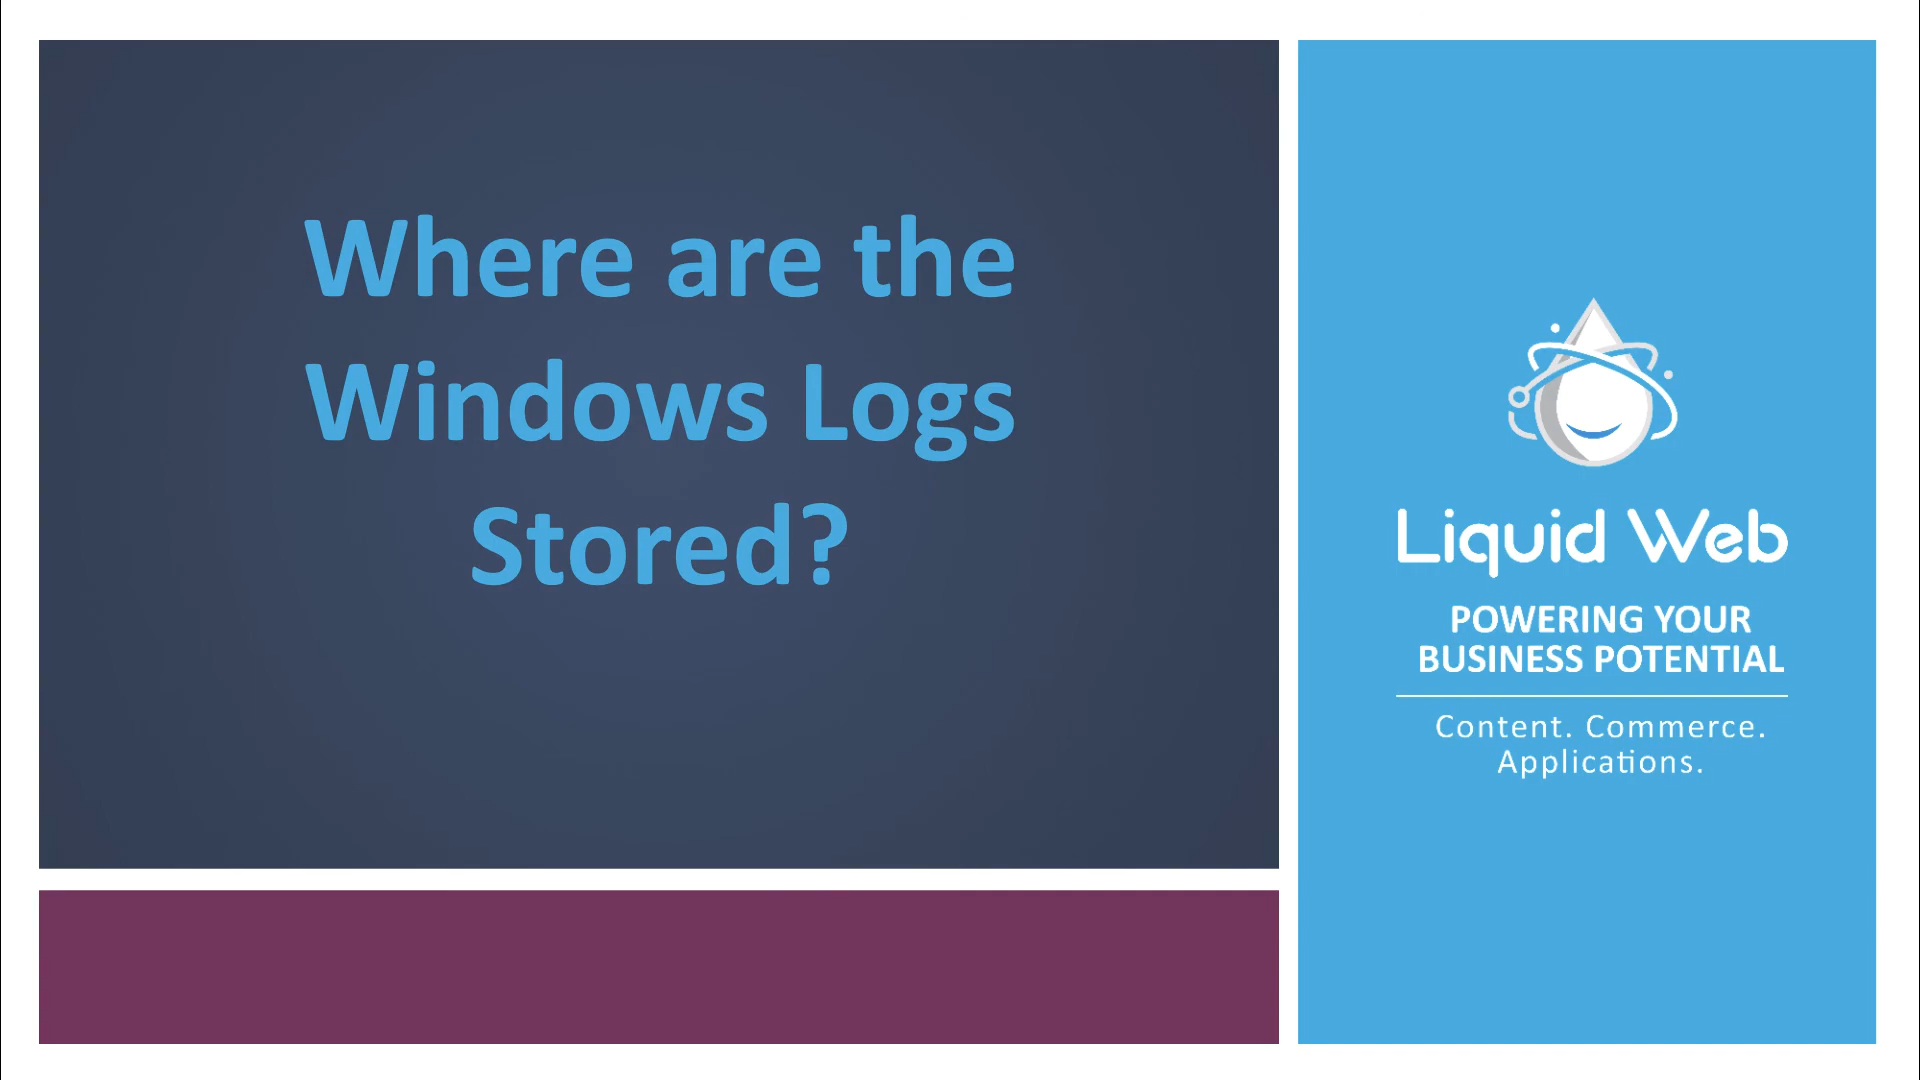 Where are the
Windows Logs
Stored?
Liquid Web
POWERING YOUR
BUSINESS POTENTIAL
Content. Commerce.
Applications.